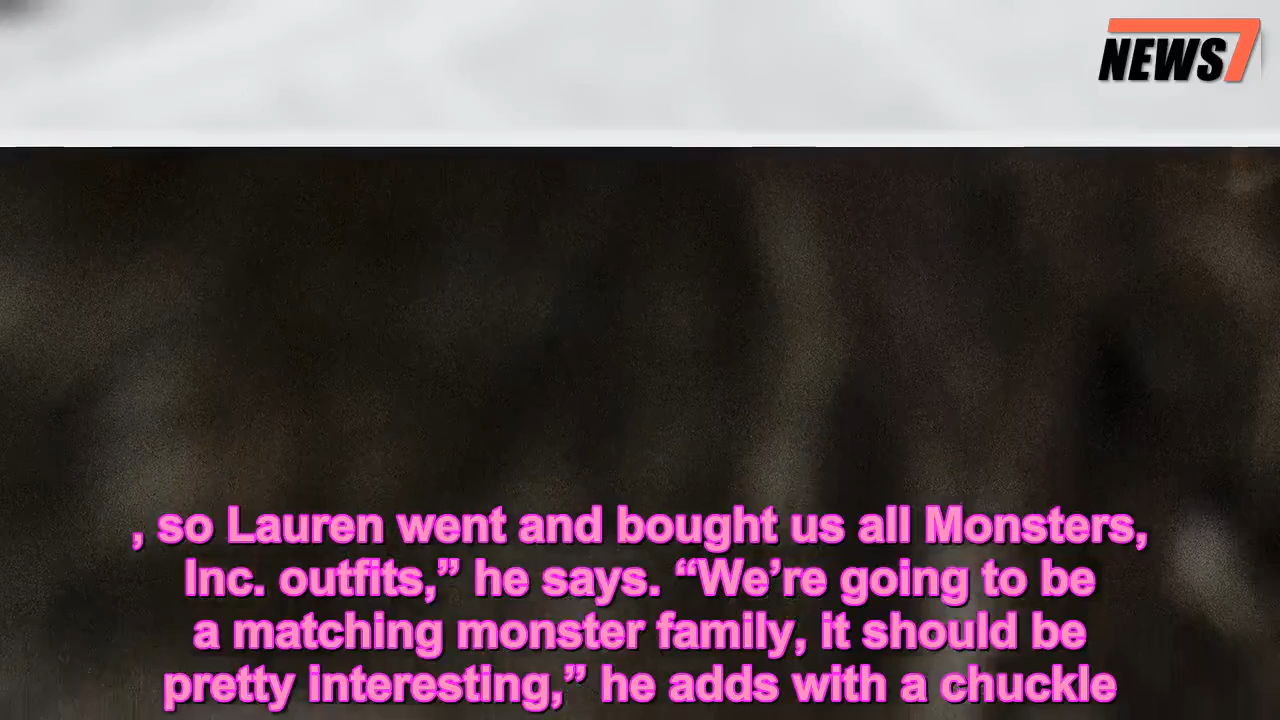 NEWS7
, so Lauren went and bought us all Monsters,
Inc. outfits,” he says. “We’re going to be
a matching monster family, it should be
pretty interesting,” he adds with a chuckle